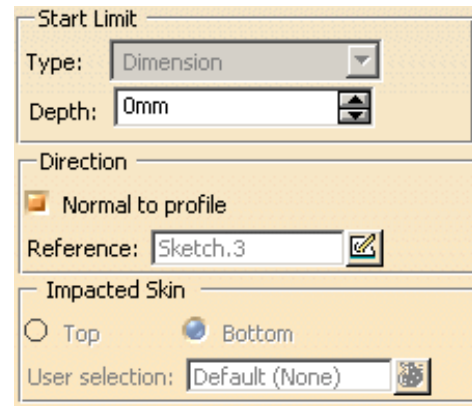 Start Limit
Type: Dimension
Depth: 0mm
Direction
Normal to profile
Reference: Sketch.3
Impacted Skin
Top Bottom
User selection: Default (None)